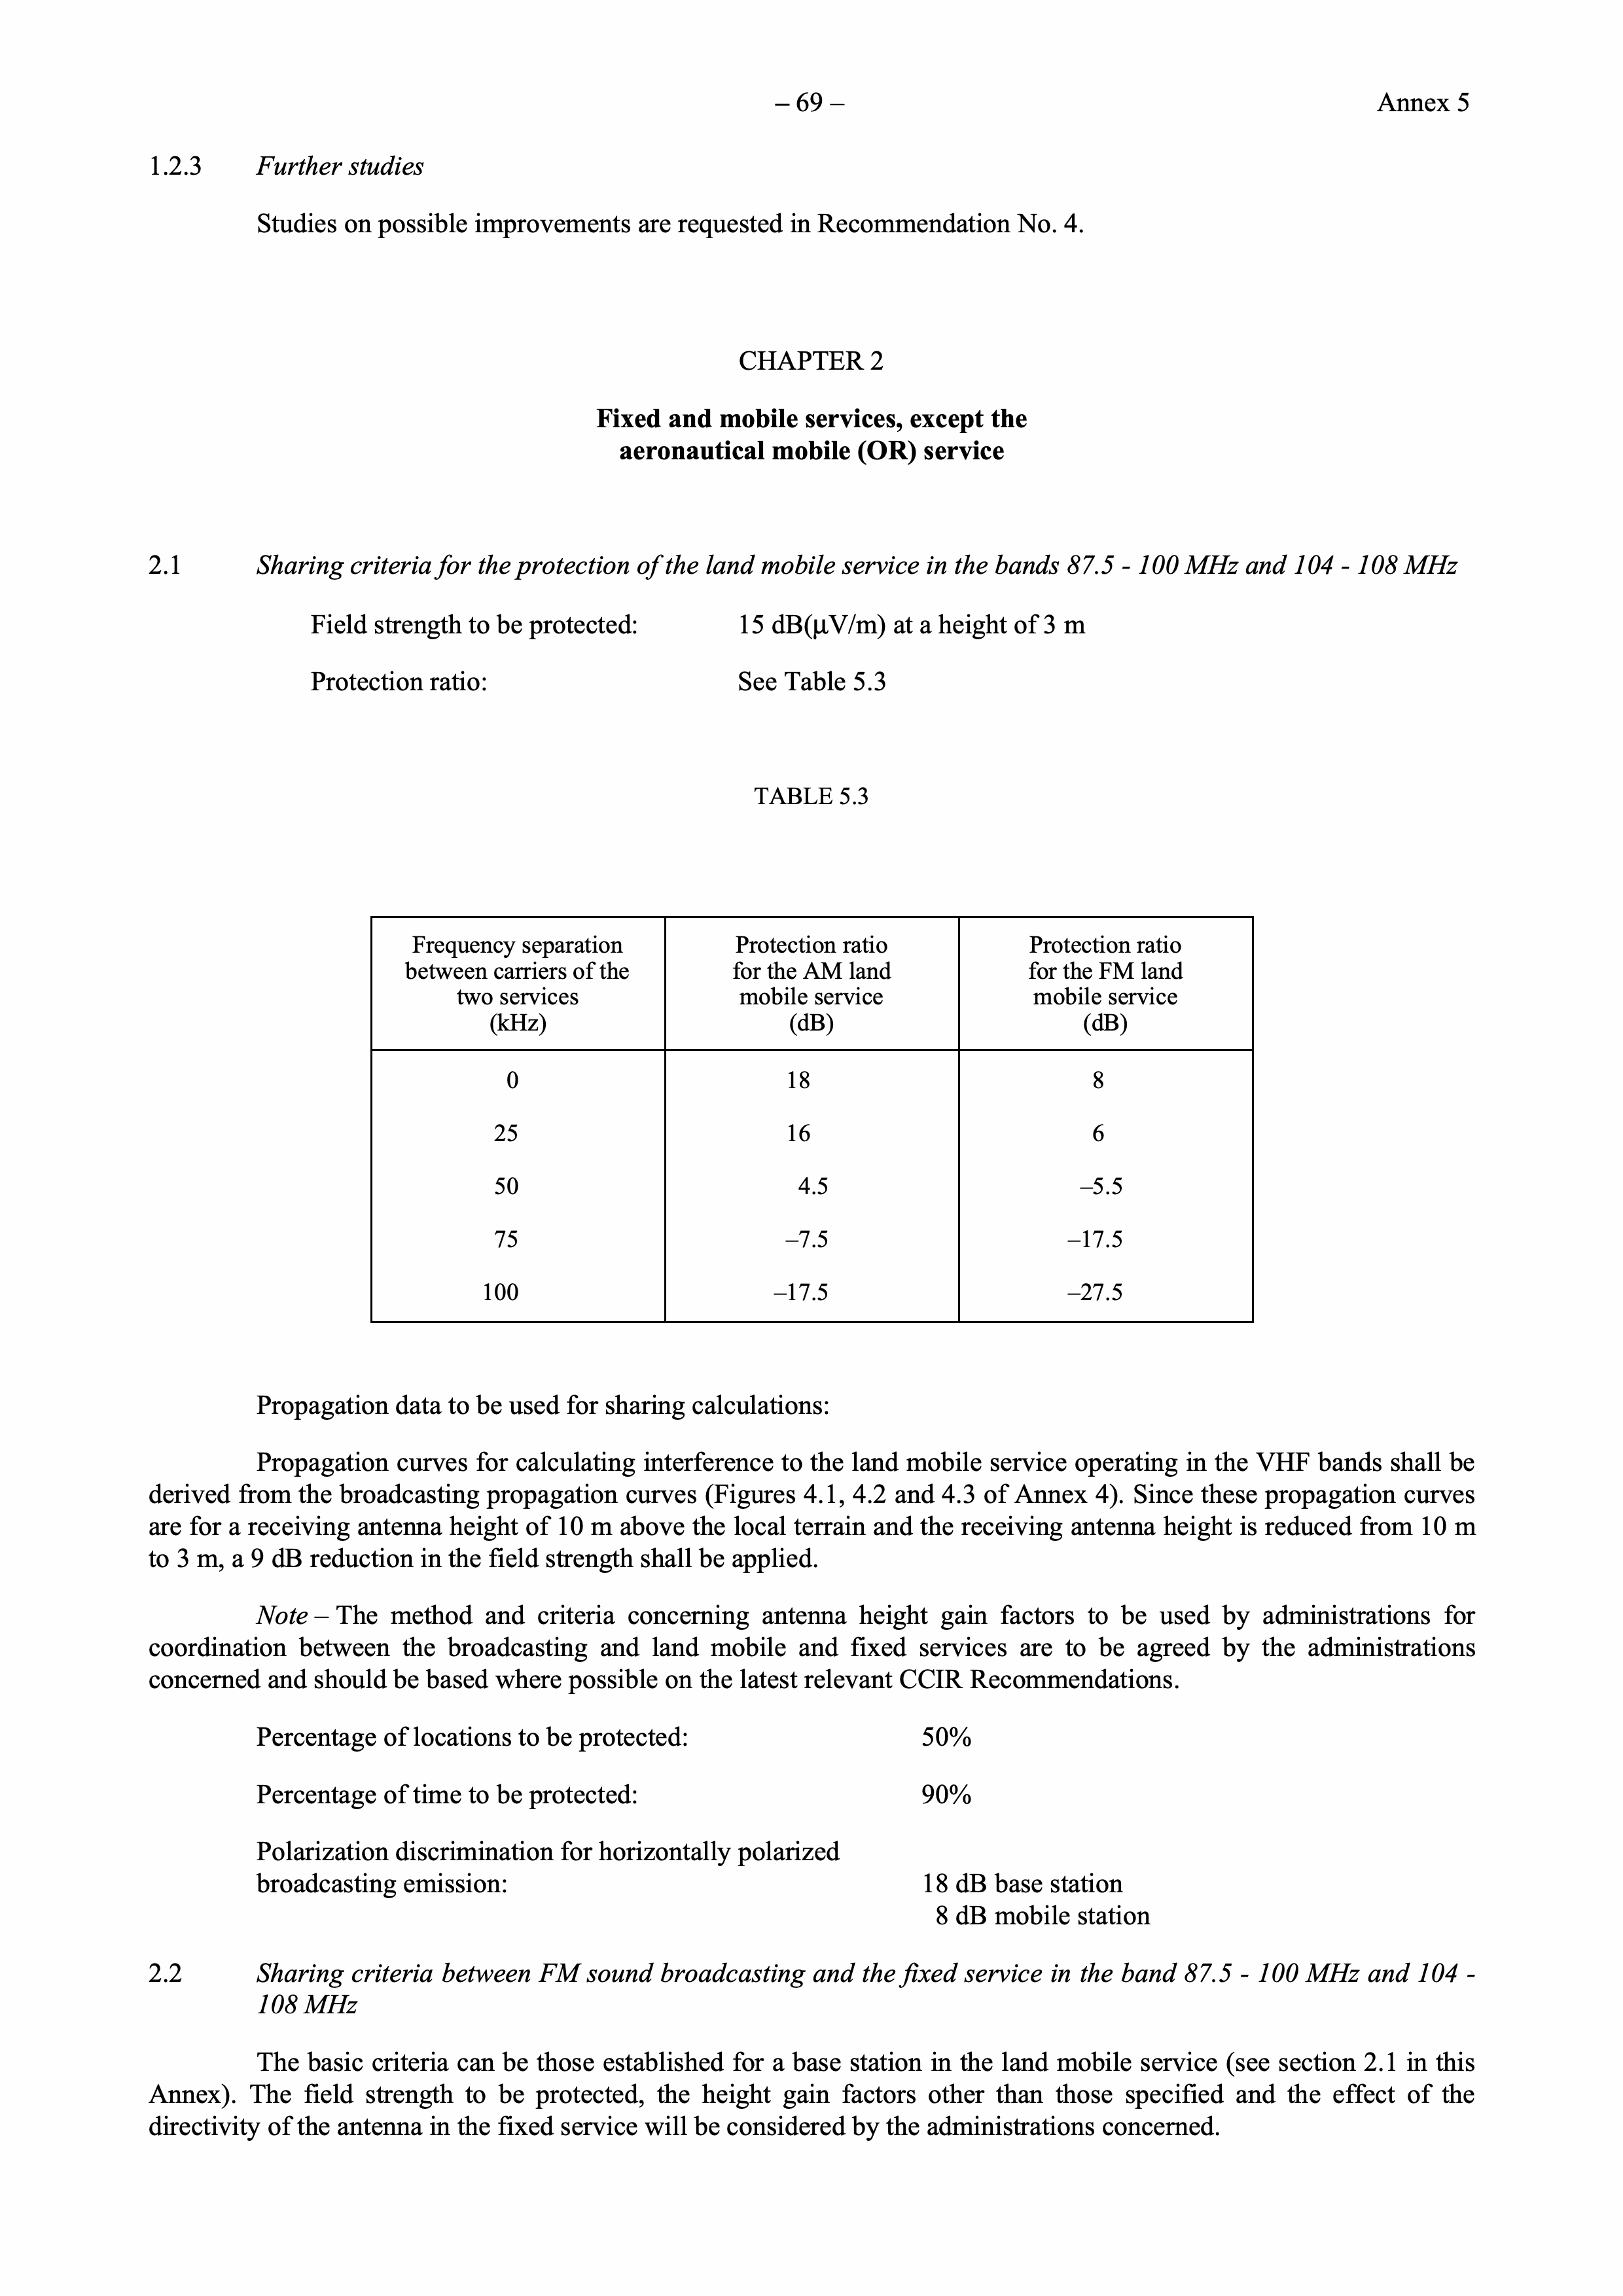 – 69 –
Annex 5
1.2.3 Further studies
Studies on possible improvements are requested in Recommendation No. 4.
CHAPTER 2
Fixed and mobile services, except the
aeronautical mobile (OR) service
2.1 Sharing criteria for the protection of the land mobile service in the bands 87.5 - 100 MHz and 104 - 108 MHz
Field strength to be protected: 15 dB(µV/m) at a height of 3 m
Protection ratio: See Table 5.3
TABLE 5.3
Frequency separation
between carriers of the
two services
(kHz)
Protection ratio
for the AM land
mobile service
(dB)
Protection ratio
for the FM land
mobile service
(dB)
0 18 8
25 16 6
50 4.5 –5.5
75 –7.5 –17.5
100 –17.5 –27.5
Propagation data to be used for sharing calculations:
Propagation curves for calculating interference to the land mobile service operating in the VHF bands shall be
derived from the broadcasting propagation curves (Figures 4.1, 4.2 and 4.3 of Annex 4). Since these propagation curves
are for a receiving antenna height of 10 m above the local terrain and the receiving antenna height is reduced from 10 m
to 3 m, a 9 dB reduction in the field strength shall be applied.
Note – The method and criteria concerning antenna height gain factors to be used by administrations for
coordination between the broadcasting and land mobile and fixed services are to be agreed by the administrations
concerned and should be based where possible on the latest relevant CCIR Recommendations.
Percentage of locations to be protected: 50%
Percentage of time to be protected: 90%
Polarization discrimination for horizontally polarized
broadcasting emission: 18 dB base station
8 dB mobile station
2.2 Sharing criteria between FM sound broadcasting and the fixed service in the band 87.5 - 100 MHz and 104 -
108 MHz
The basic criteria can be those established for a base station in the land mobile service (see section 2.1 in this
Annex). The field strength to be protected, the height gain factors other than those specified and the effect of the
directivity of the antenna in the fixed service will be considered by the administrations concerned.